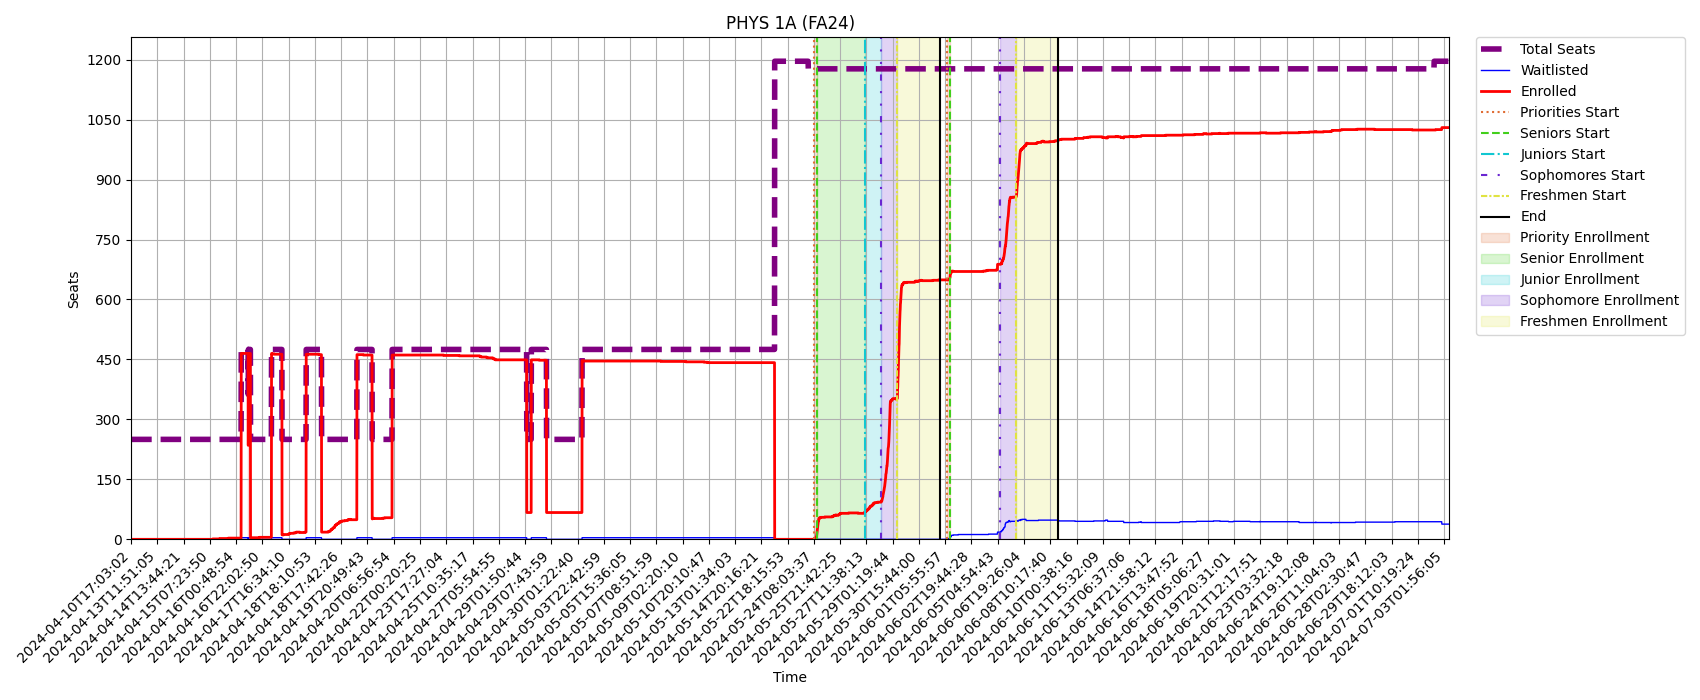 PHYS 1A (FA24)
Seats
1200
1050
900
750
600
450
300
150
0
2024-04-10T17:03:02
2024-04-13T11:51:05
2024-04-14T13:44:21
2024-04-15T07:23:50
2024-04-16T00:48:54
2024-04-16T22:02:50
2024-04-17T16:34:10
2024-04-18T18:10:53
2024-04-18T17:42:26
2024-04-19T20:49:43
2024-04-20T06:56:54
2024-04-22T00:20:25
2024-04-23T17:27:04
2024-04-25T10:35:17
2024-04-27T06:54:55
2024-04-29T01:50:44
2024-04-29T07:43:59
2024-04-30T01:22:40
2024-05-03T22:42:59
2024-05-05T15:36:05
2024-05-07T08:51:59
2024-05-09T02:20:10
2024-05-10T20:10:47
2024-05-13T01:34:03
2024-05-14T20:16:21
2024-05-22T18:15:53
2024-05-24T08:03:37
2024-05-25T21:42:25
2024-05-27T11:38:13
2024-05-29T01:19:44
2024-05-30T15:44:00
2024-06-01T05:55:57
2024-06-02T19:44:28
2024-06-05T04:54:43
2024-06-06T19:26:04
2024-06-08T10:17:40
2024-06-10T00:38:16
2024-06-11T15:32:09
2024-06-13T06:37:06
2024-06-14T21:58:12
2024-06-16T13:47:52
2024-06-18T05:06:27
2024-06-19T20:31:01
2024-06-21T12:17:51
2024-06-23T03:32:18
2024-06-24T19:12:08
2024-06-26T11:04:03
2024-06-28T02:30:47
2024-06-29T18:12:03
2024-07-01T10:19:24
2024-07-03T01:56:05
Time
Total Seats
Waitlisted
Enrolled
Priorities Start
Seniors Start
Juniors Start
Sophomores Start
Freshmen Start
End
Priority Enrollment
Senior Enrollment
Junior Enrollment
Sophomore Enrollment
Freshmen Enrollment